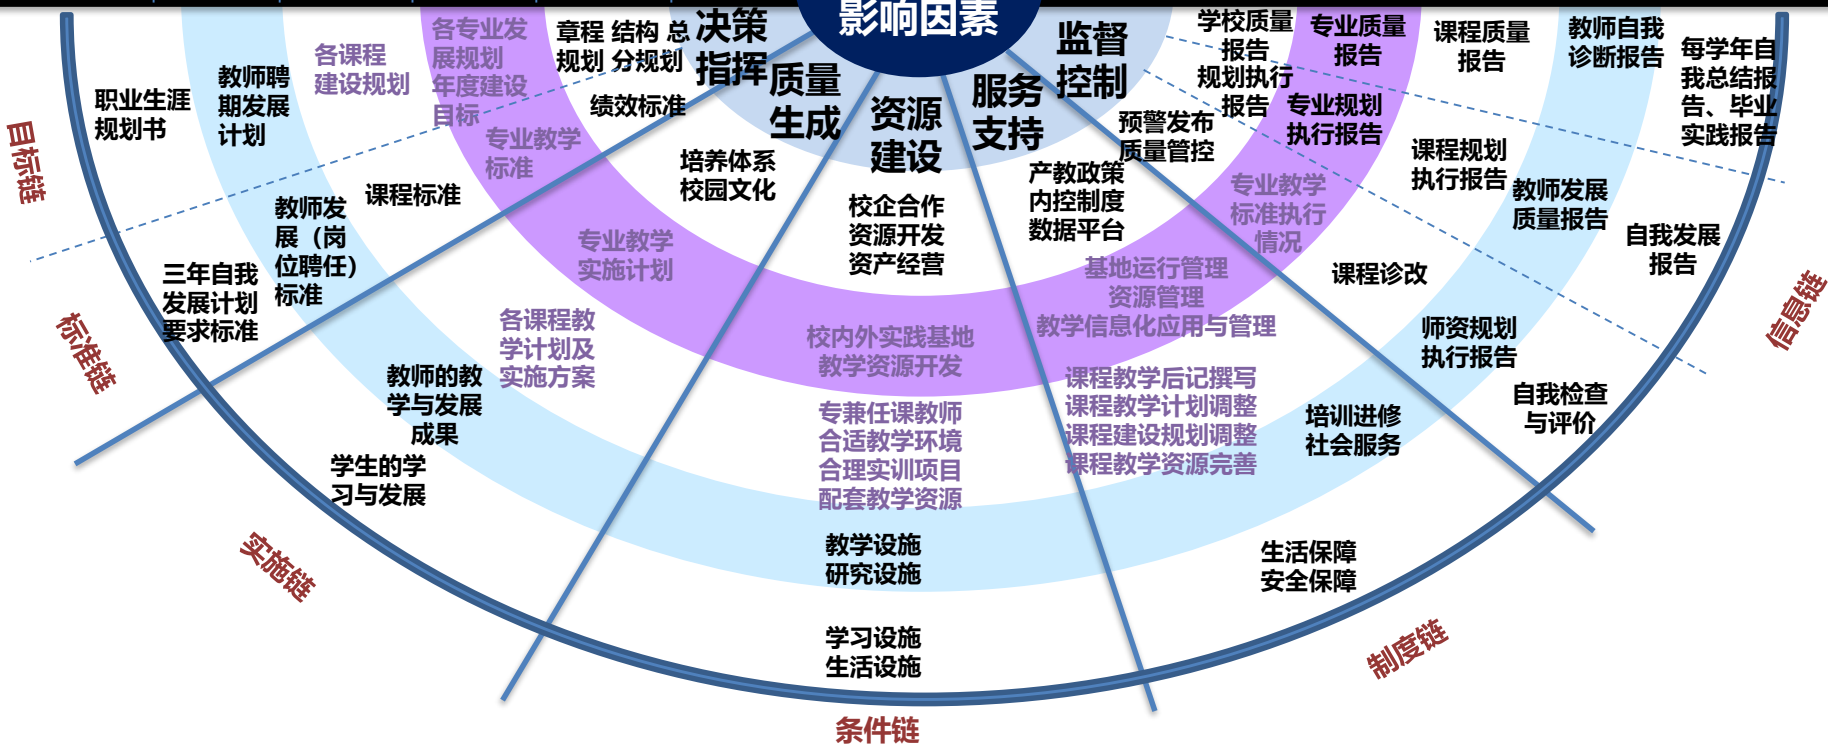 影响因素
决策
指挥
质量
生成
资源
建设
服务
支持
监督
控制
章程 结构 总
规划 分规划
绩效标准
各专业发
展规划
年度建设
目标
专业教学
标准
各课程
建设规划
课程标准
教师聘
期发展
计划
教师发
展（岗
位聘任）
标准
职业生涯
规划书
三年自我
发展计划
要求标准
目标链
标准链
培养体系
校园文化
专业教学
实施计划
各课程教
学计划及
实施方案
教师的教
学与发展
成果
学生的学
习与发展
实施链
校企合作
资源开发
资产经营
校内外实践基地
教学资源开发
专兼任课教师
合适教学环境
合理实训项目
配套教学资源
教学设施
研究设施
学习设施
生活设施
条件链
产教政策
内控制度
数据平台
基地运行管理
资源管理
教学信息化应用与管理
课程教学后记撰写
课程教学计划调整
课程建设规划调整
课程教学资源完善
培训进修
社会服务
生活保障
安全保障
制度链
学校质量
报告
规划执行
报告
预警发布
质量管控
专业质量
报告
专业规划
执行报告
专业教学
标准执行
情况
课程质量
报告
课程规划
执行报告
课程诊改
教师自我
诊断报告
教师发展
质量报告
师资规划
执行报告
每学年自
我总结报
告、毕业
实践报告
自我发展
报告
自我检查
与评价
信息链